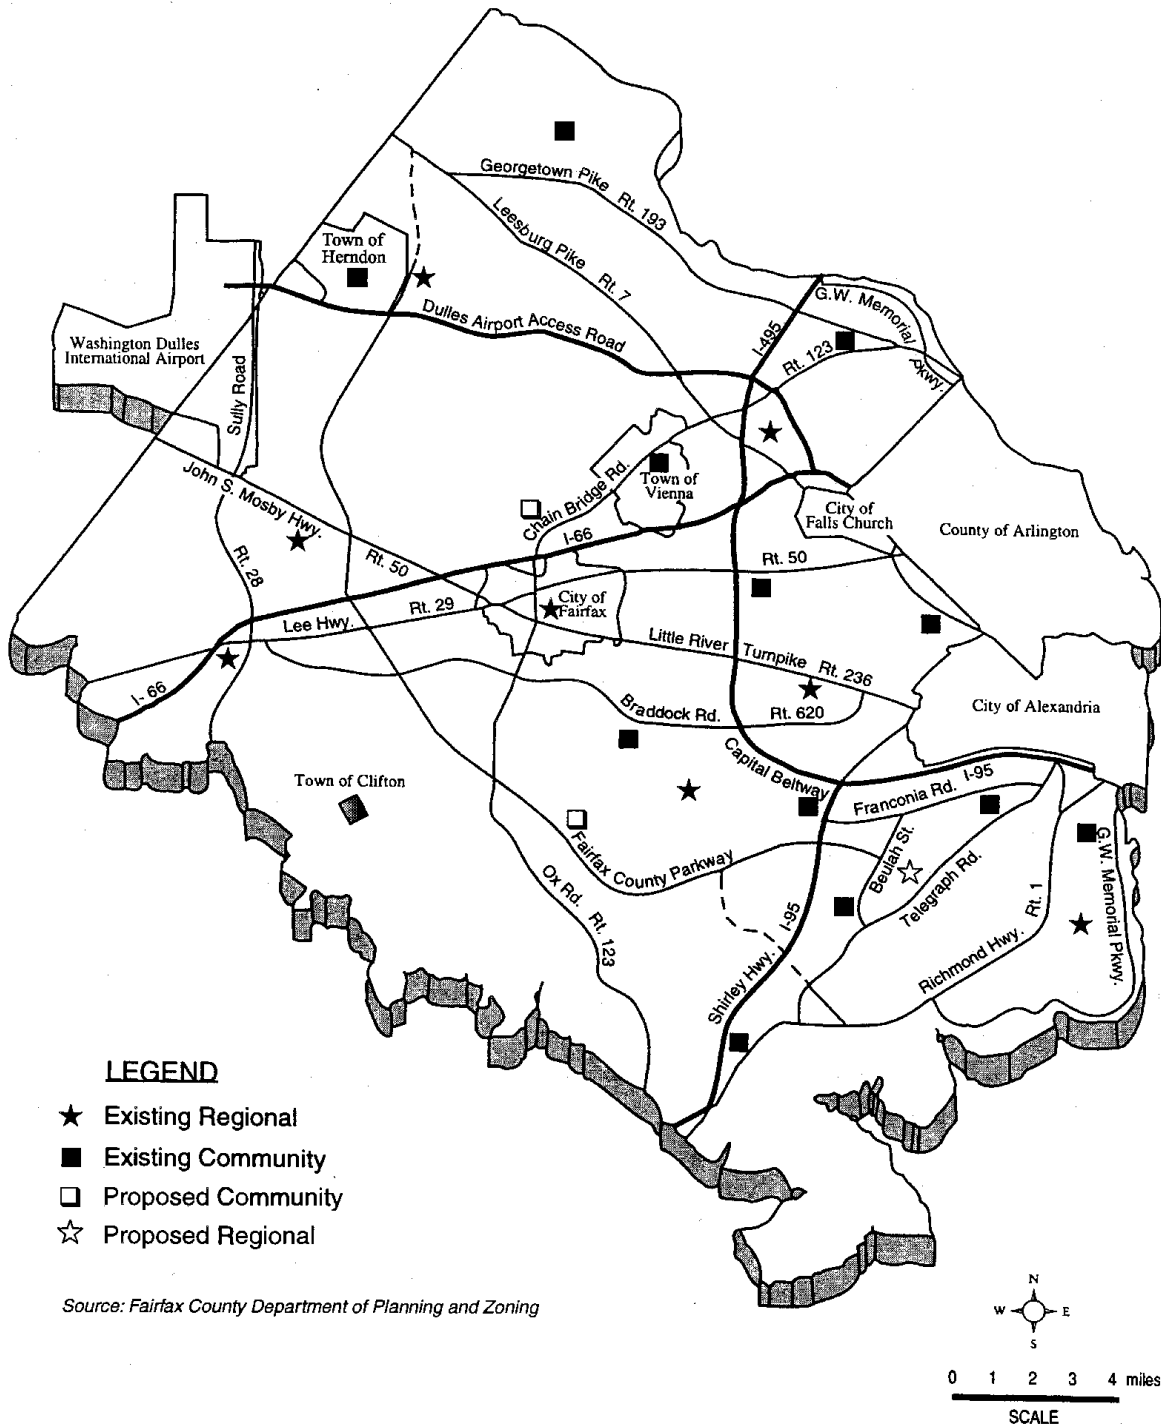 Georgetown Pike Rt. 193
Leesburg Pike Rt. 7
Town of
Herndon
G.W. Memorial Pkwy.
Dulles Airport Access Road
I-495
Rt. 123
Washington Dulles
International Airport
Sully Road
John S. Mosby Hwy.
Rt. 50
Chain Bridge Rd.
Town of
Vienna
City of
Falls Church
County of Arlington
I-66
Rt. 28
Rt. 50
Rt. 29
Lee Hwy.
City of
Fairfax
Little River Turnpike Rt. 236
I-66
Braddock Rd.
Rt. 620
City of Alexandria
Capital Beltway
I-95
Franconia Rd.
Town of Clifton
Fairfax County Parkway
Beulah St.
Telegraph Rd.
G.W. Memorial Pkwy.
Ox Rd. Rt. 123
I-95
Shirley Hwy.
Rt. 1
Richmond Hwy.
LEGEND
Existing Regional
Existing Community
Proposed Community
Proposed Regional
Source: Fairfax County Department of Planning and Zoning
N
W E
S
0 1 2 3 4 miles
SCALE